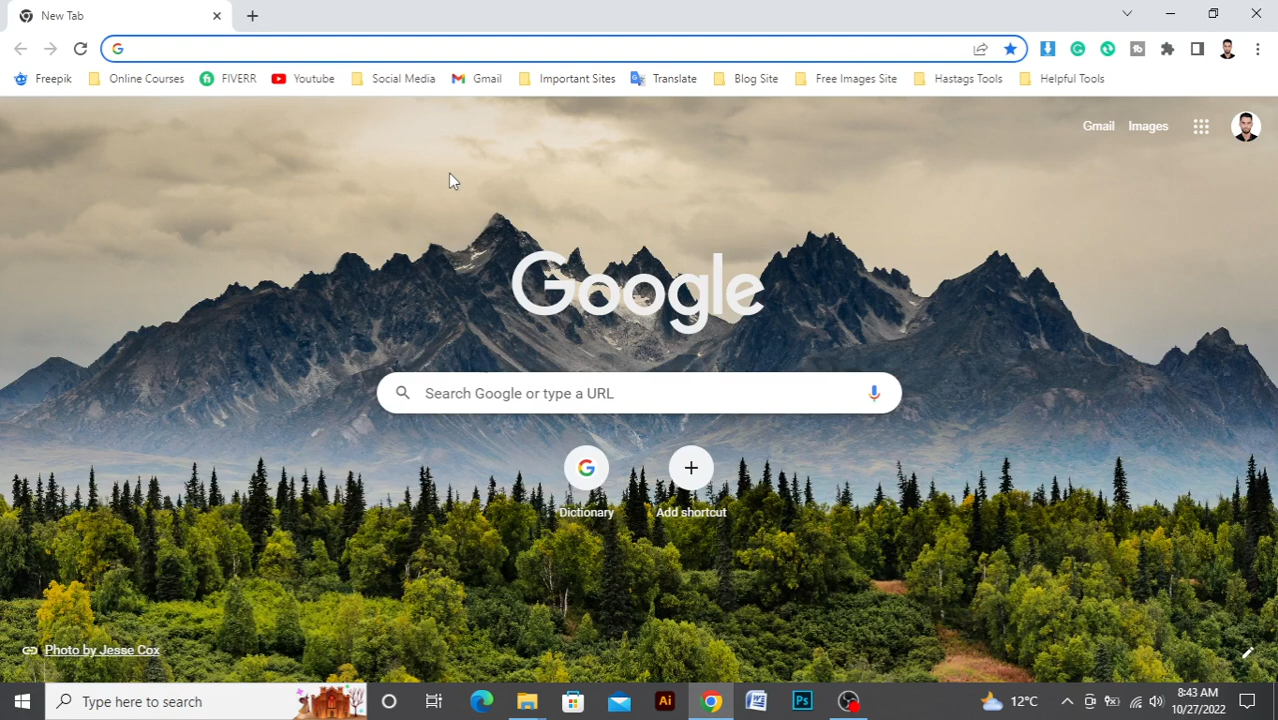 New Tab
Freepik Online Courses FIVERR Youtube Social Media Gmail Important Sites Translate Blog Site Free Images Site Hastags Tools Helpful Tools
Gmail Images
Google
Search Google or type a URL
Dictionary Add shortcut
Photo by Jesse Cox
Type here to search
Ai
Ps
12°C
8:43 AM
10/27/2022